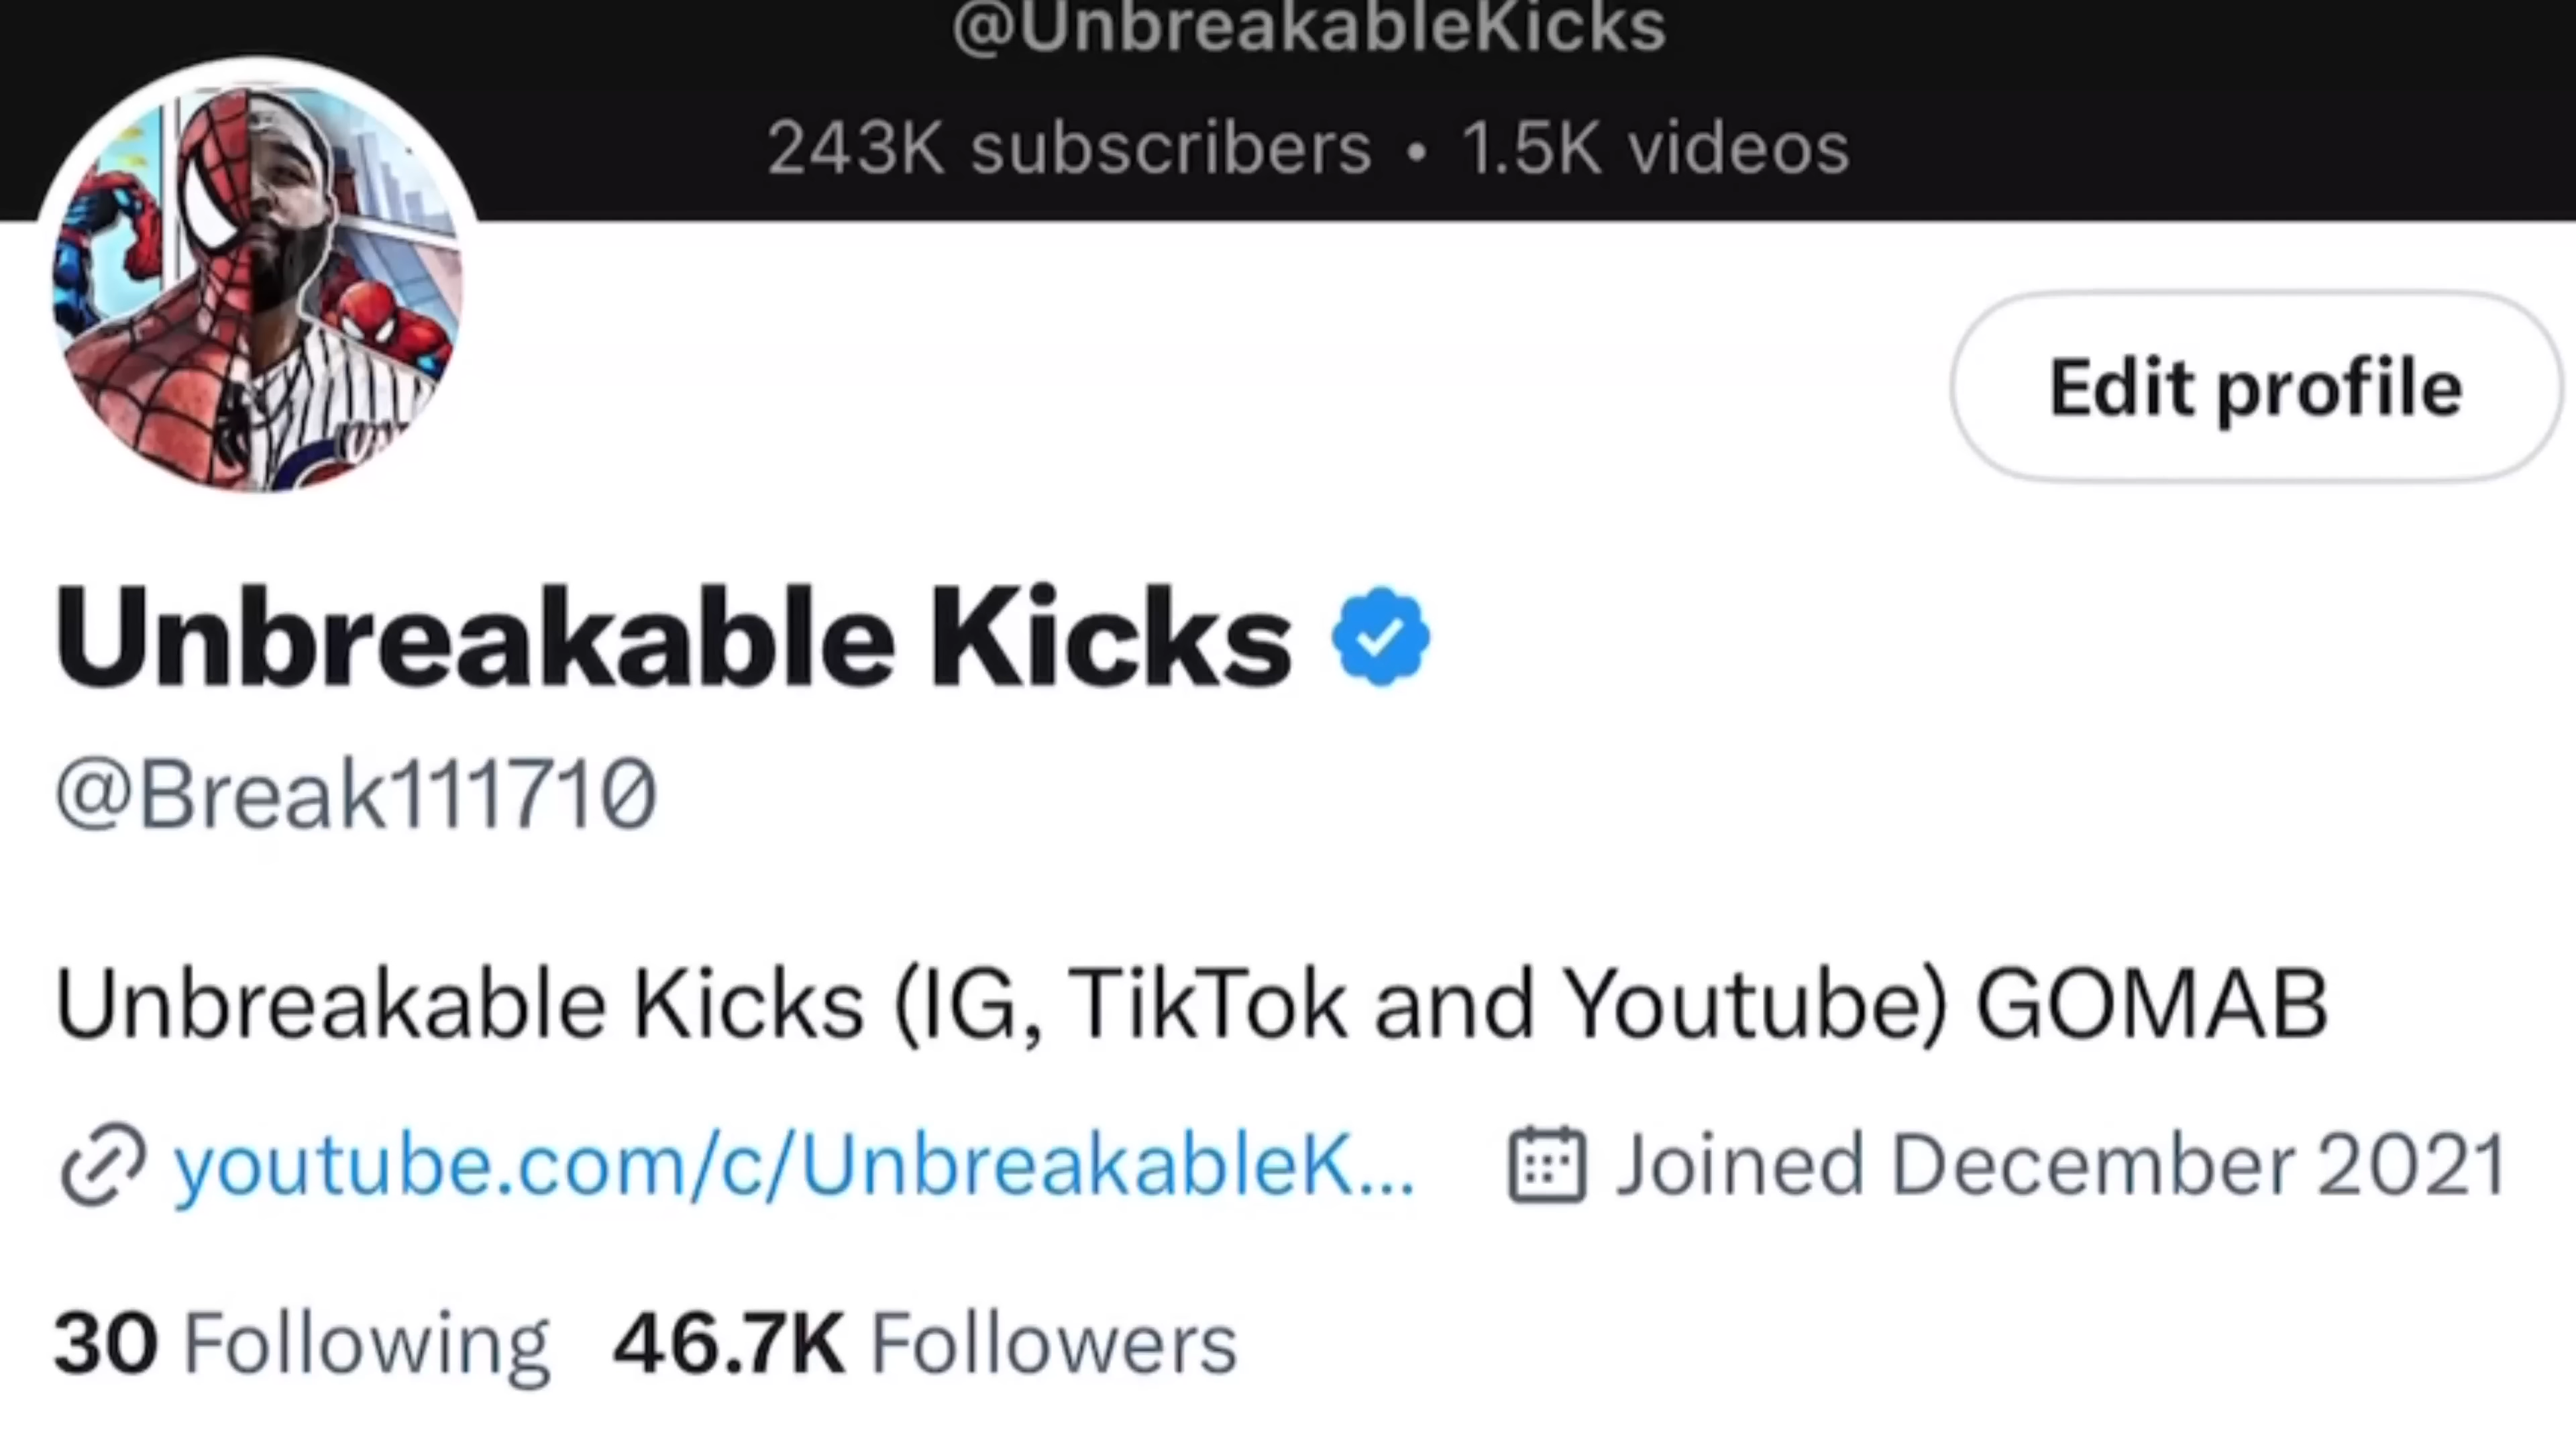 @UnbreakableKicks
243K subscribers • 1.5K videos
Edit profile
Unbreakable Kicks
@Break111710
Unbreakable Kicks (IG, TikTok and Youtube) GOMAB
youtube.com/c/UnbreakableK... Joined December 2021
30 Following 46.7K Followers